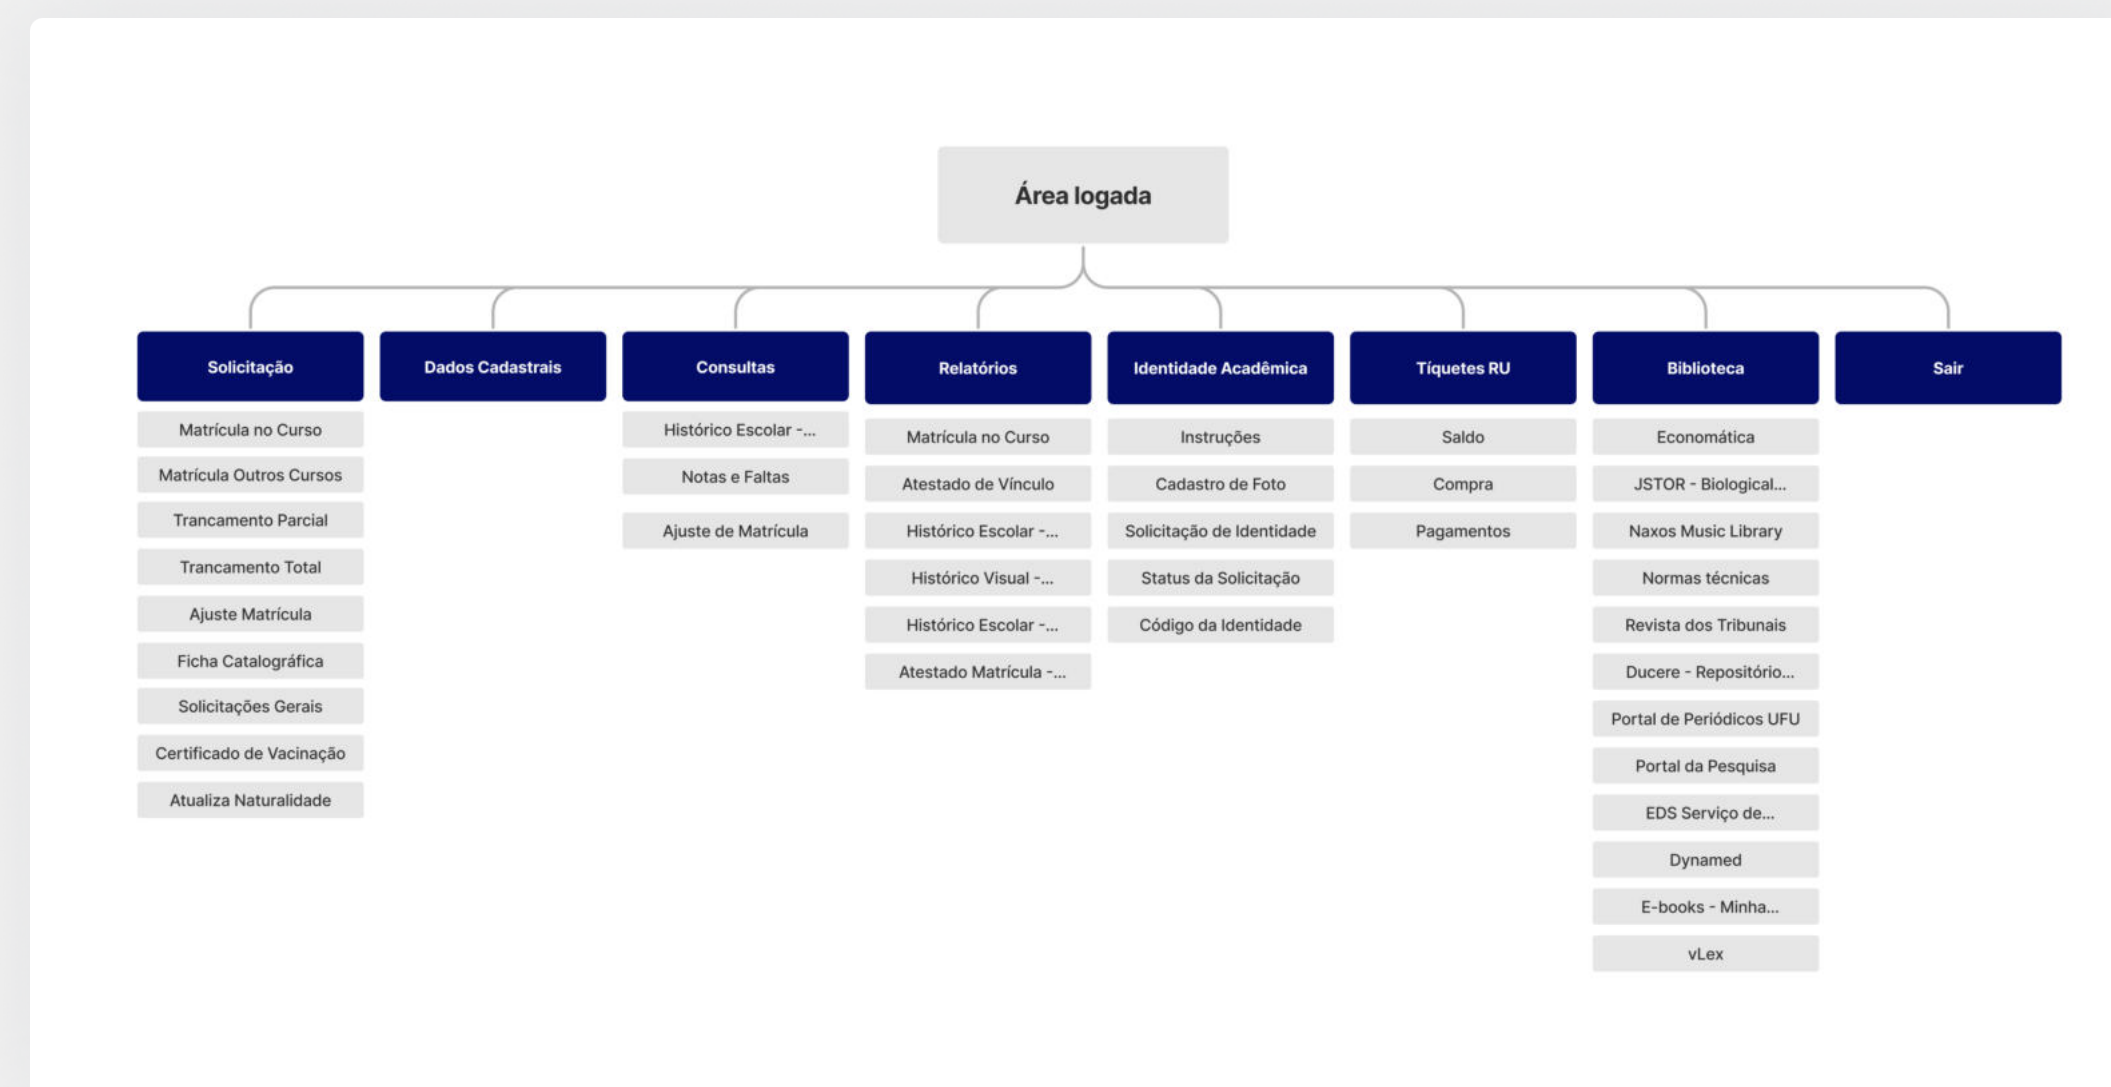 Área logada
Solicitação
Matrícula no Curso
Matrícula Outros Cursos
Trancamento Parcial
Trancamento Total
Ajuste Matrícula
Ficha Catalográfica
Solicitações Gerais
Certificado de Vacinação
Atualiza Naturalidade
Dados Cadastrais
Consultas
Histórico Escolar -...
Notas e Faltas
Ajuste de Matrícula
Relatórios
Matrícula no Curso
Atestado de Vínculo
Histórico Escolar -...
Histórico Visual -...
Histórico Escolar -...
Atestado Matrícula -...
Identidade Acadêmica
Instruções
Cadastro de Foto
Solicitação de Identidade
Status da Solicitação
Código da Identidade
Tíquetes RU
Saldo
Compra
Pagamentos
Biblioteca
Economática
JSTOR - Biological...
Naxos Music Library
Normas técnicas
Revista dos Tribunais
Ducere - Repositório...
Portal de Periódicos UFU
Portal da Pesquisa
EDS Serviço de...
Dynamed
E-books - Minha...
vLex
Sair